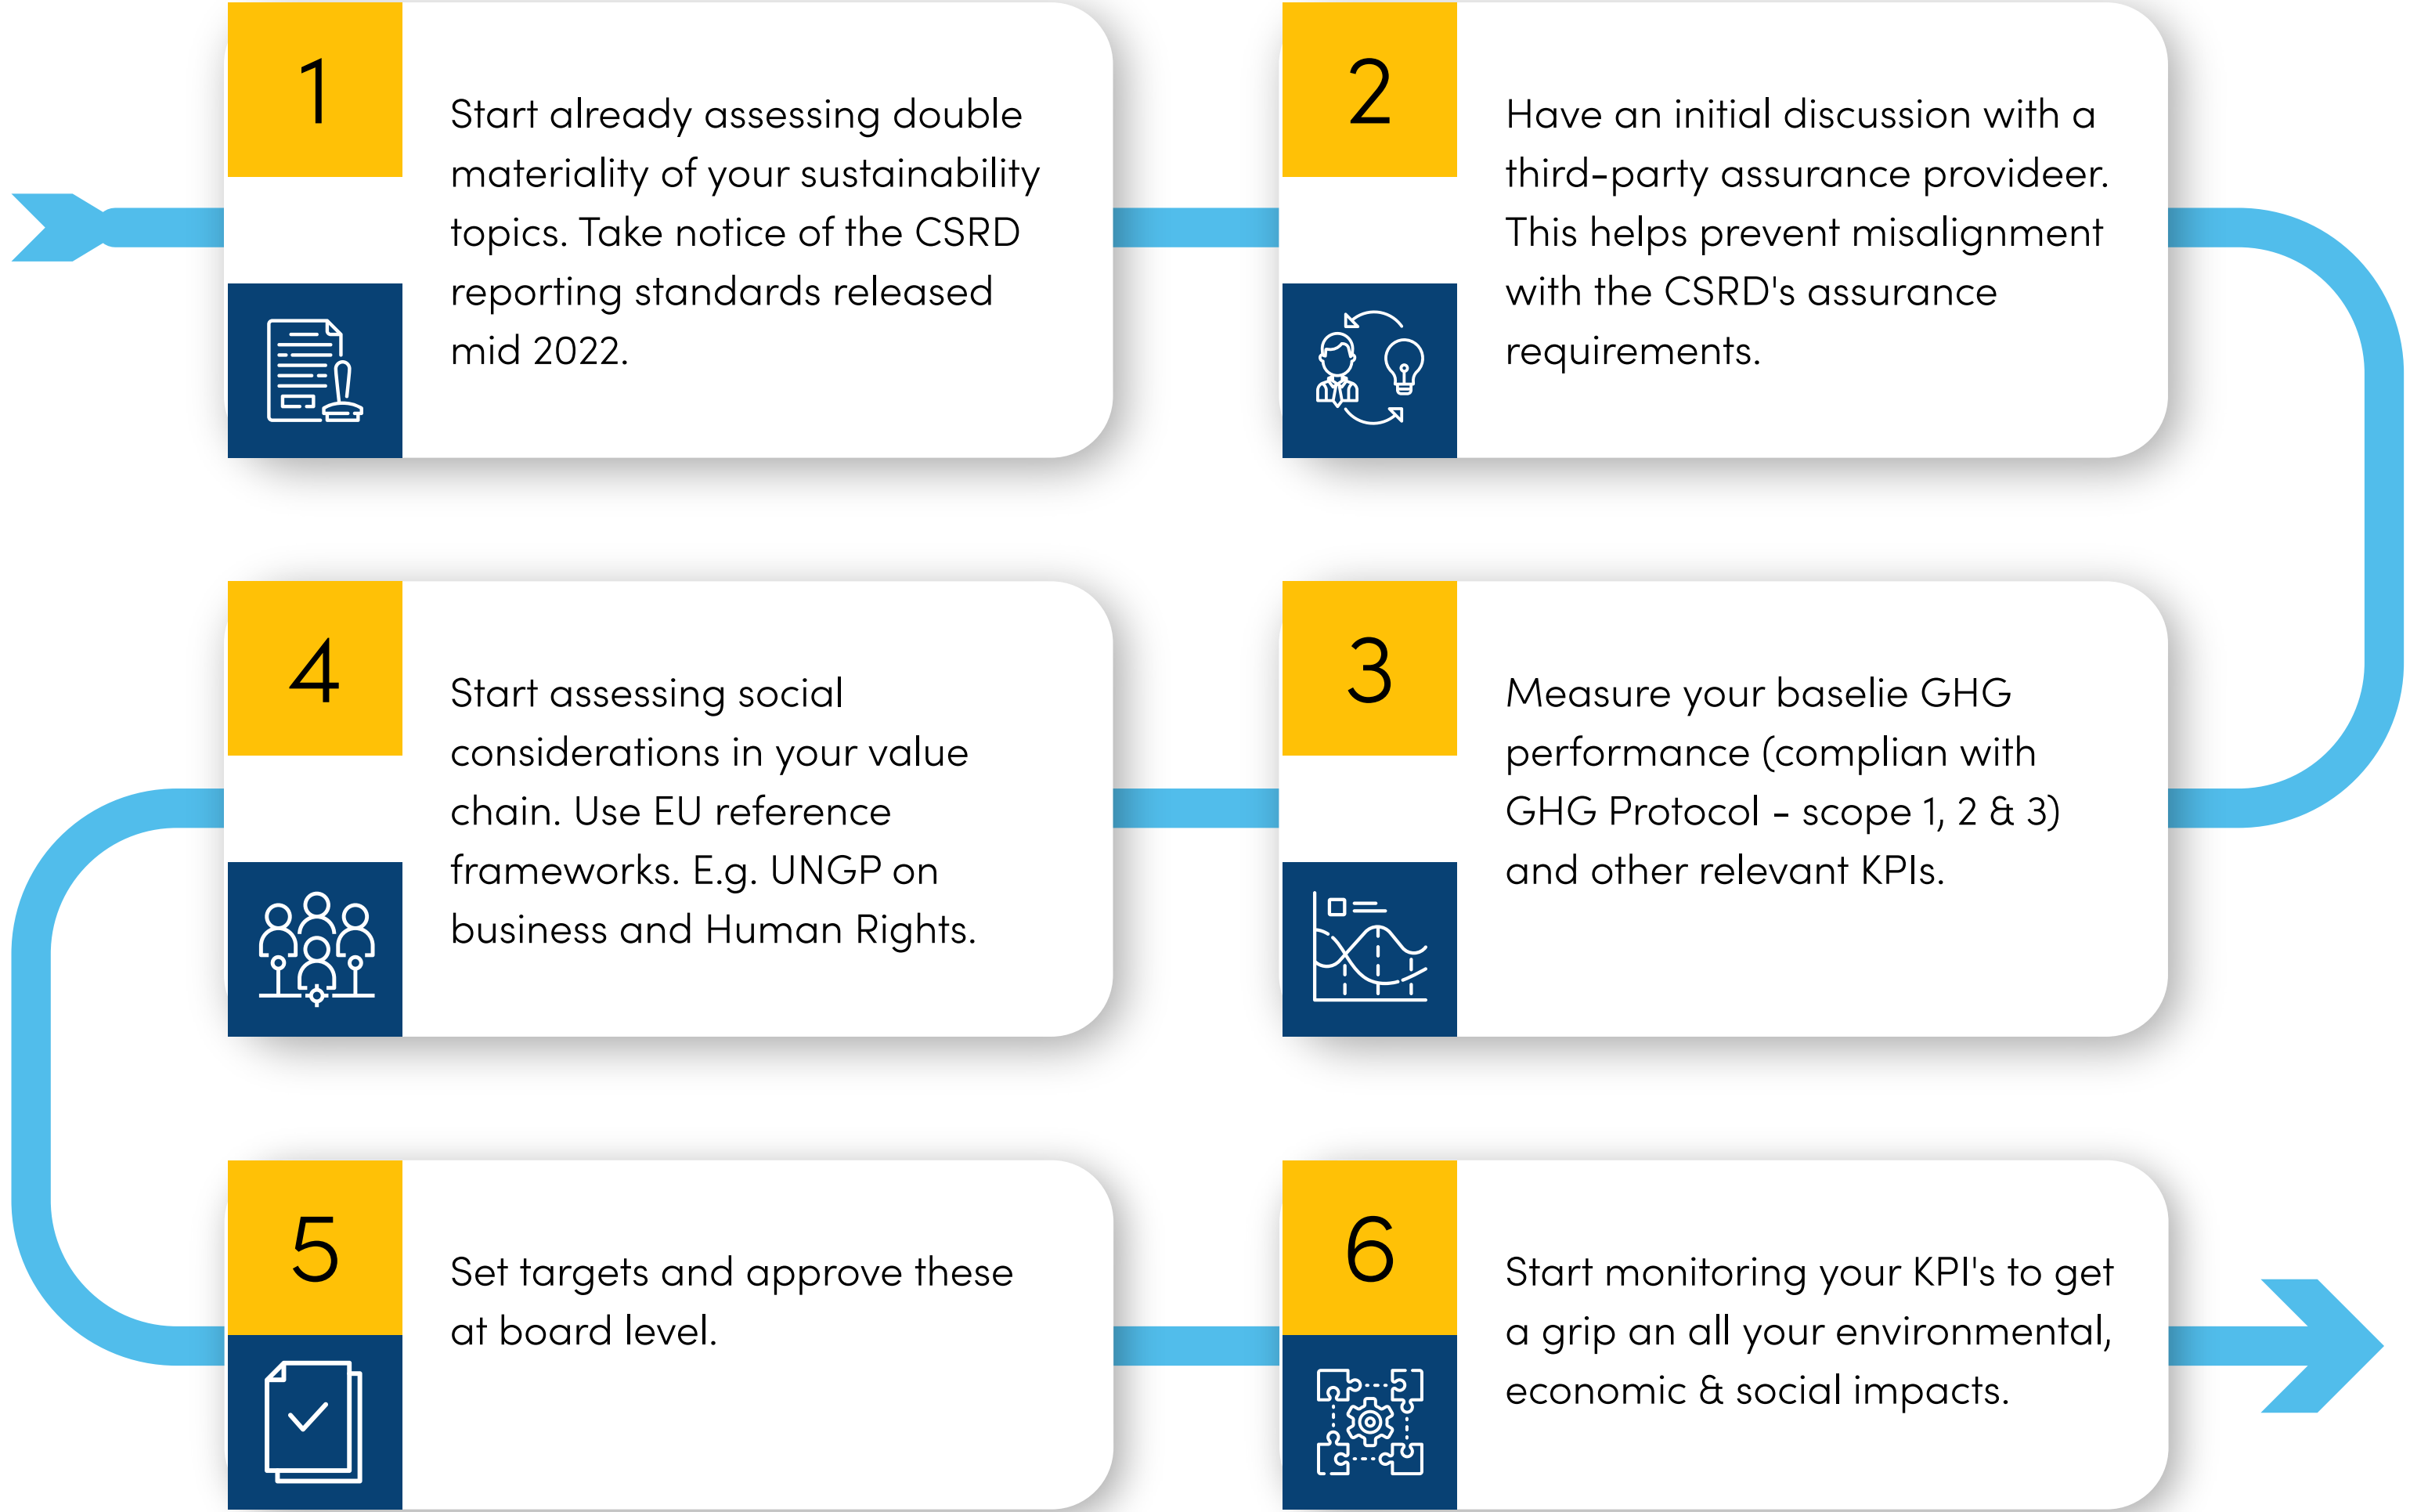 1
Start already assessing double
materiality of your sustainability
topics. Take notice of the CSRD
reporting standards released
mid 2022.
2
Have an initial discussion with a
third-party assurance provideer.
This helps prevent misalignment
with the CSRD's assurance
requirements.
3
Measure your baselie GHG
performance (complian with
GHG Protocol - scope 1, 2 & 3)
and other relevant KPIs.
4
Start assessing social
considerations in your value
chain. Use EU reference
frameworks. E.g. UNGP on
business and Human Rights.
5
Set targets and approve these
at board level.
6
Start monitoring your KPI's to get
a grip an all your environmental,
economic & social impacts.